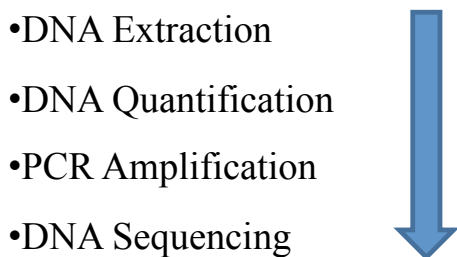 •DNA Extraction
•DNA Quantification
•PCR Amplification
•DNA Sequencing